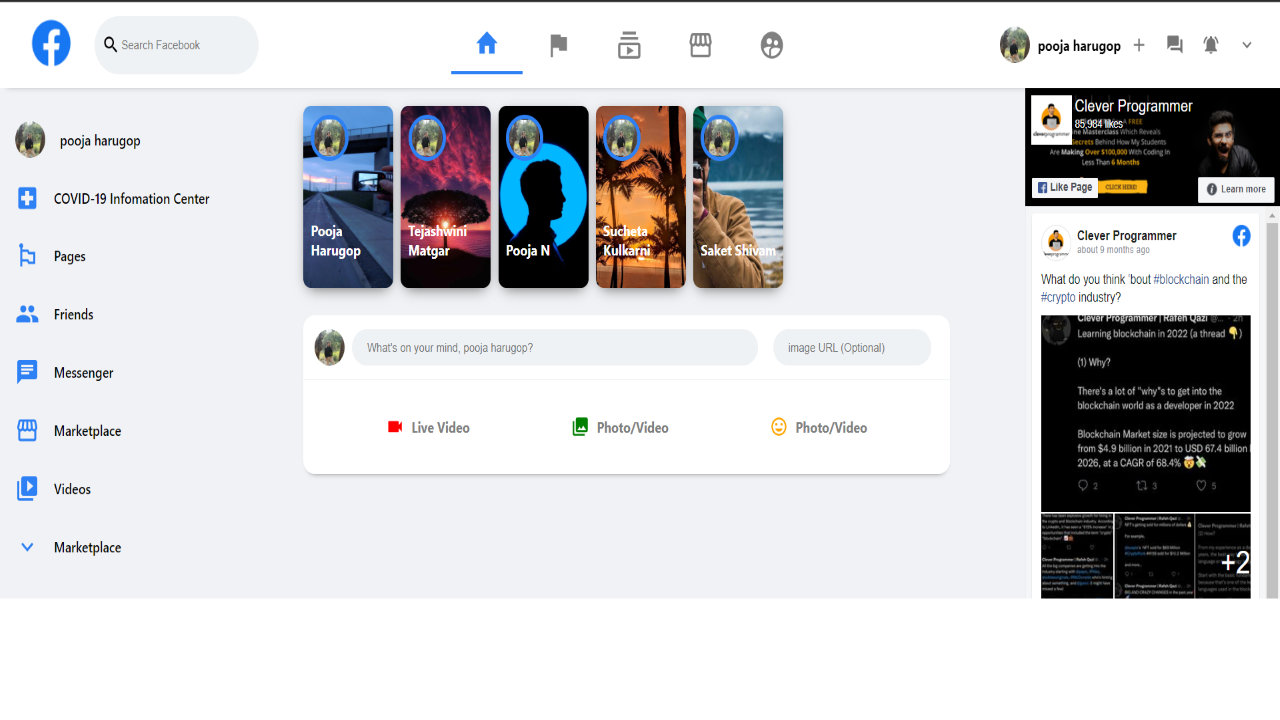 Search Facebook
pooja harugop
pooja harugop
COVID-19 Infomation Center
Pages
Friends
Messenger
Marketplace
Videos
Marketplace
Pooja
Harugop
Tejashwini
Matgar
Pooja N
Sucheta
Kulkarni
Saket Shivam
What's on your mind, pooja harugop?
image URL (Optional)
Live Video
Photo/Video
Photo/Video
Clever Programmer
85,984 likes
A FREE
Masterclass Which Reveals
Secrets Behind How My Students
Are Making Over $100,000 With Coding In
Less Than 6 Months
Like Page
CLICK HERE!
Learn more
Clever Programmer
about 9 months ago
What do you think 'bout #blockchain and the
#crypto industry?
Clever Programmer | Rafeh Qazi @... · 2h
Learning blockchain in 2022 (a thread 👇)
(1) Why?
There's a lot of "why"s to get into the
blockchain world as a developer in 2022
Blockchain Market size is projected to grow
from $4.9 billion in 2021 to USD 67.4 billion
2026, at a CAGR of 68.4% 🤯💸
2 3 5
+2